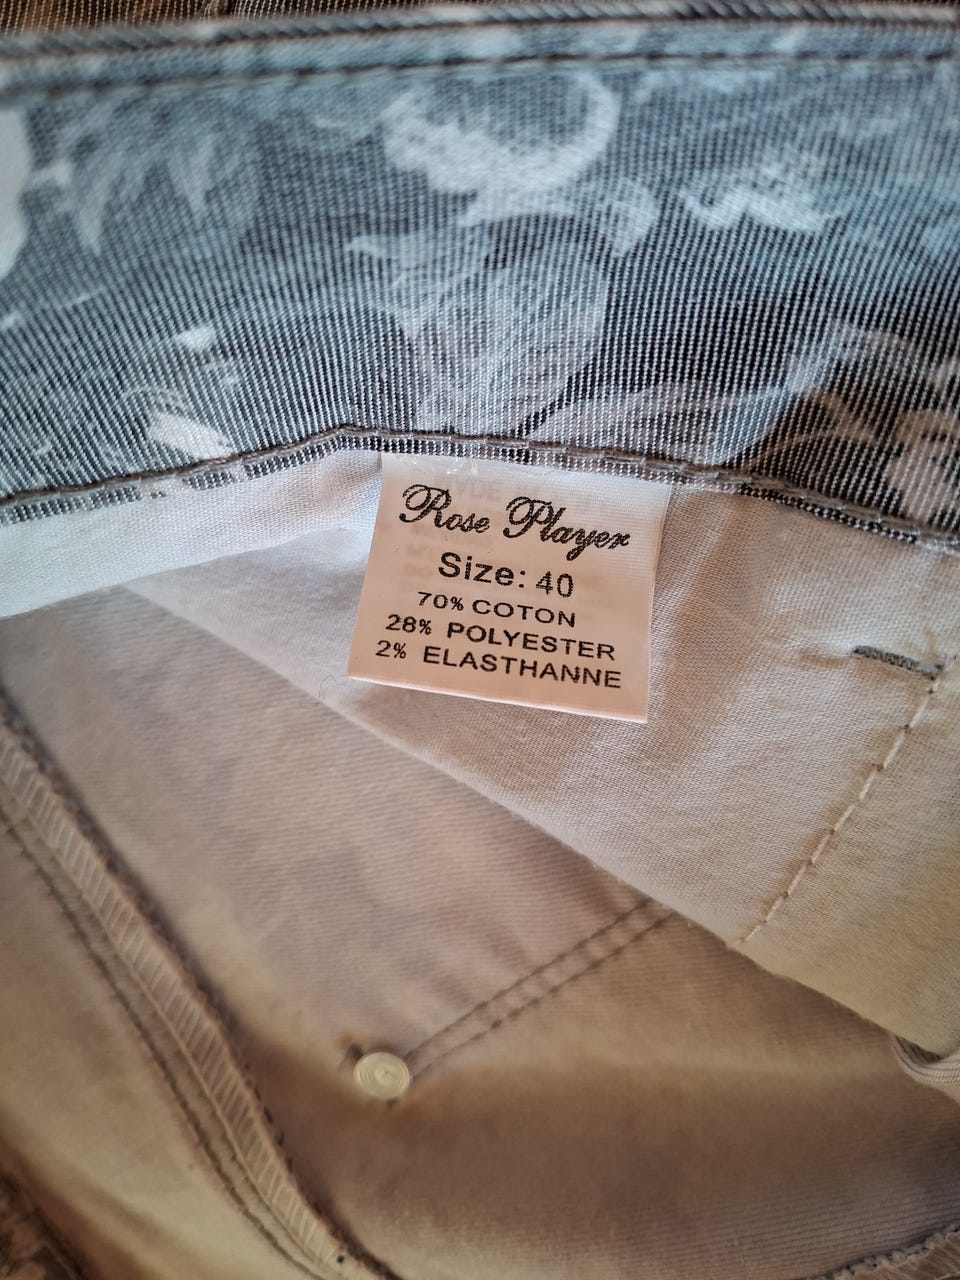 Rose Player
Size: 40
70% COTON
28% POLYESTER
2% ELASTHANNE